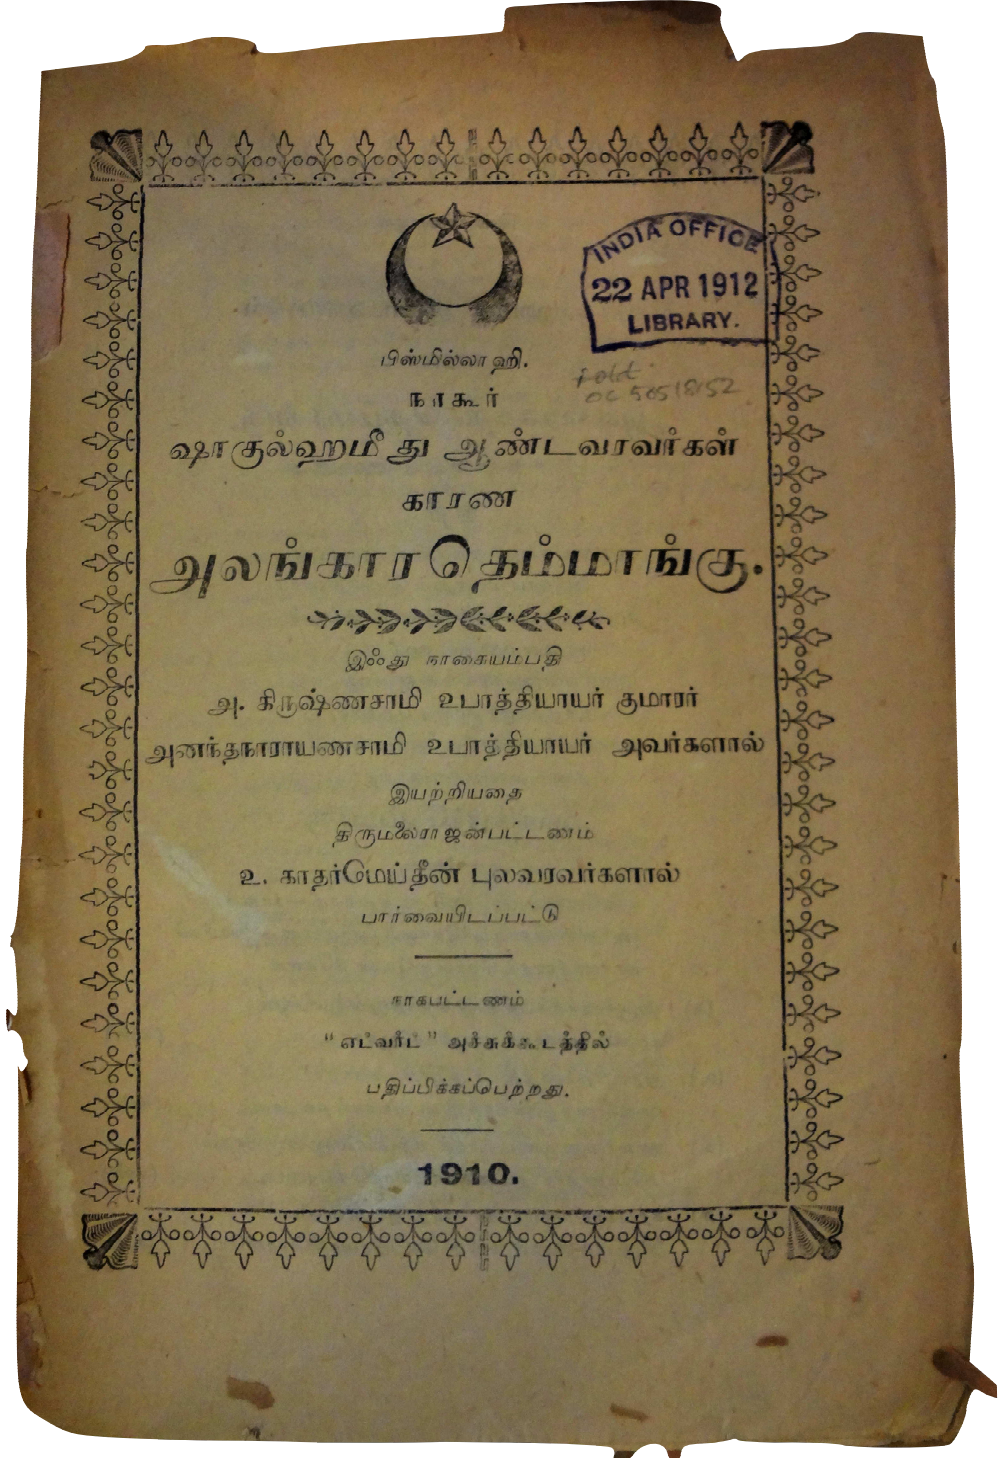 INDIA OFFICE
22 APR 1912
LIBRARY.
பிஸ்மில்லாஹி.
நாகூர்
ஷாகுல்ஹமீது ஆண்டவரவர்கள்
காரண
அலங்கார தெம்மாங்கு.
இஃது நாகையம்பதி
அ. கிருஷ்ணசாமி உபாத்தியாயர் குமாரர்
அனந்தநாராயணசாமி உபாத்தியாயர் அவர்களால்
இயற்றியதை
திருமலைராஜன்பட்டணம்
உ. காதர்மெய்தீன் புலவரவர்களால்
பார்வையிடப்பட்டு
நாகபட்டணம்
"எட்வர்ட்" அச்சுக்கூடத்தில்
பதிப்பிக்கப்பெற்றது.
1910.